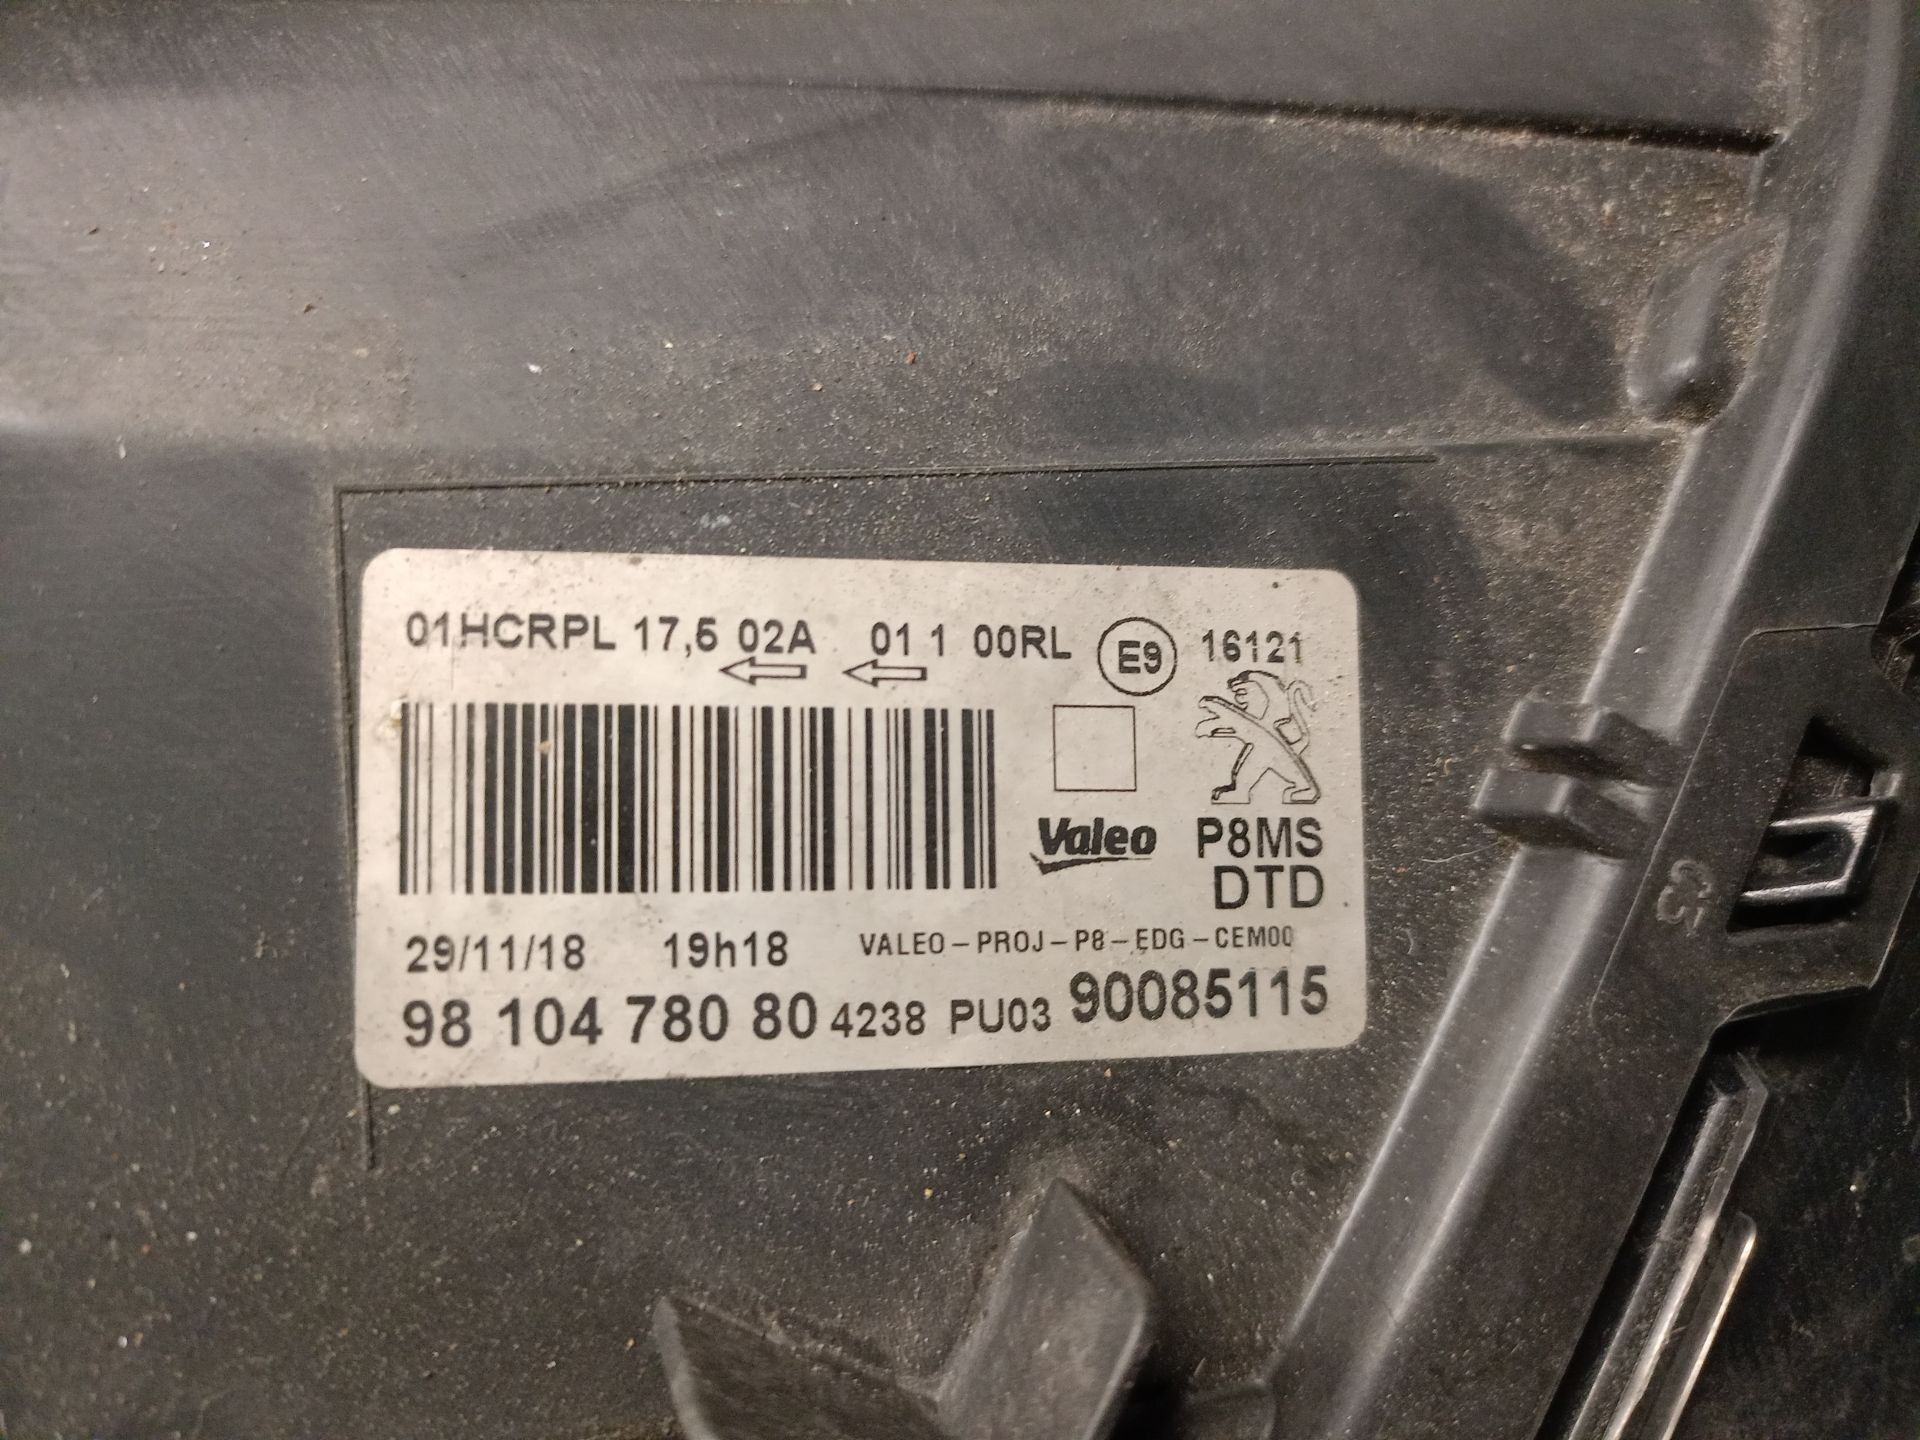 01HCRPL 17,5 02A 01 1 00RL E9 16121
Valeo P8MS
DTD
29/11/18 19h18 VALEO-PROJ-P8-EDG-CEM00
98 104 780 80 4238 PU03 90085115